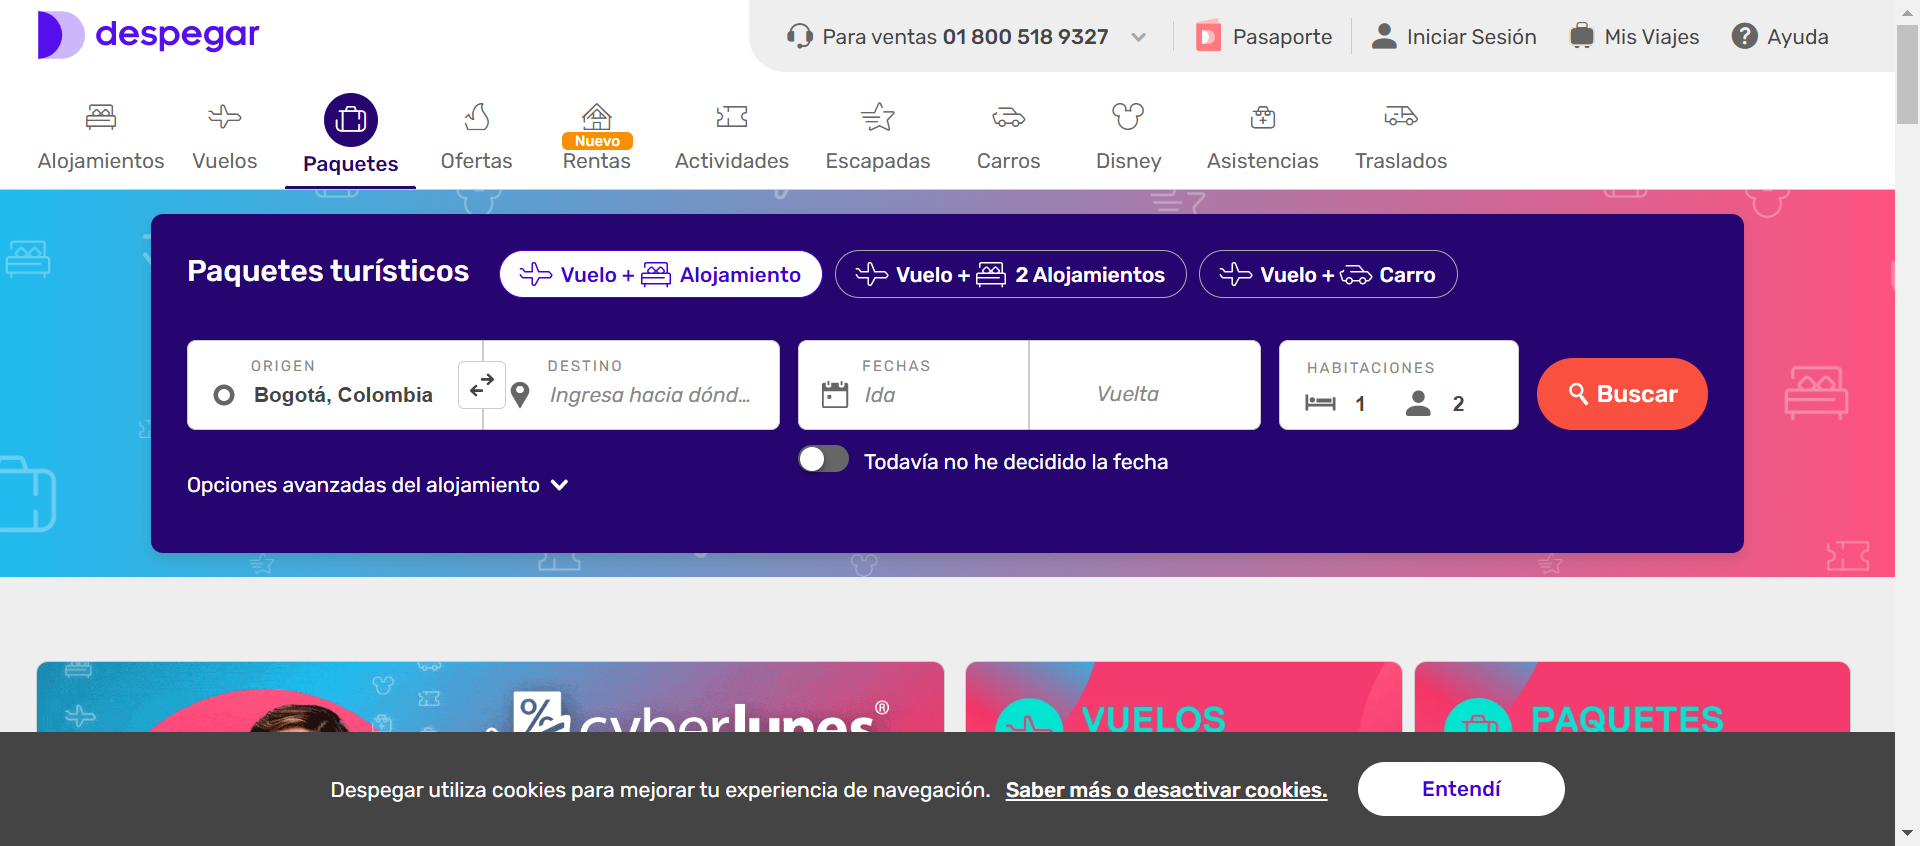 despegar
Para ventas 01 800 518 9327
Pasaporte
Iniciar Sesión
Mis Viajes
Ayuda
Alojamientos
Vuelos
Paquetes
Ofertas
Nuevo
Rentas
Actividades
Escapadas
Carros
Disney
Asistencias
Traslados
Paquetes turísticos
Vuelo + Alojamiento
Vuelo + 2 Alojamientos
Vuelo + Carro
ORIGEN
Bogotá, Colombia
DESTINO
Ingresa hacia dónd...
FECHAS
Ida
Vuelta
HABITACIONES
1
2
Buscar
Todavía no he decidido la fecha
Opciones avanzadas del alojamiento
% cyberlunes®
VUELOS
PAQUETES
Despegar utiliza cookies para mejorar tu experiencia de navegación. Saber más o desactivar cookies.
Entendí